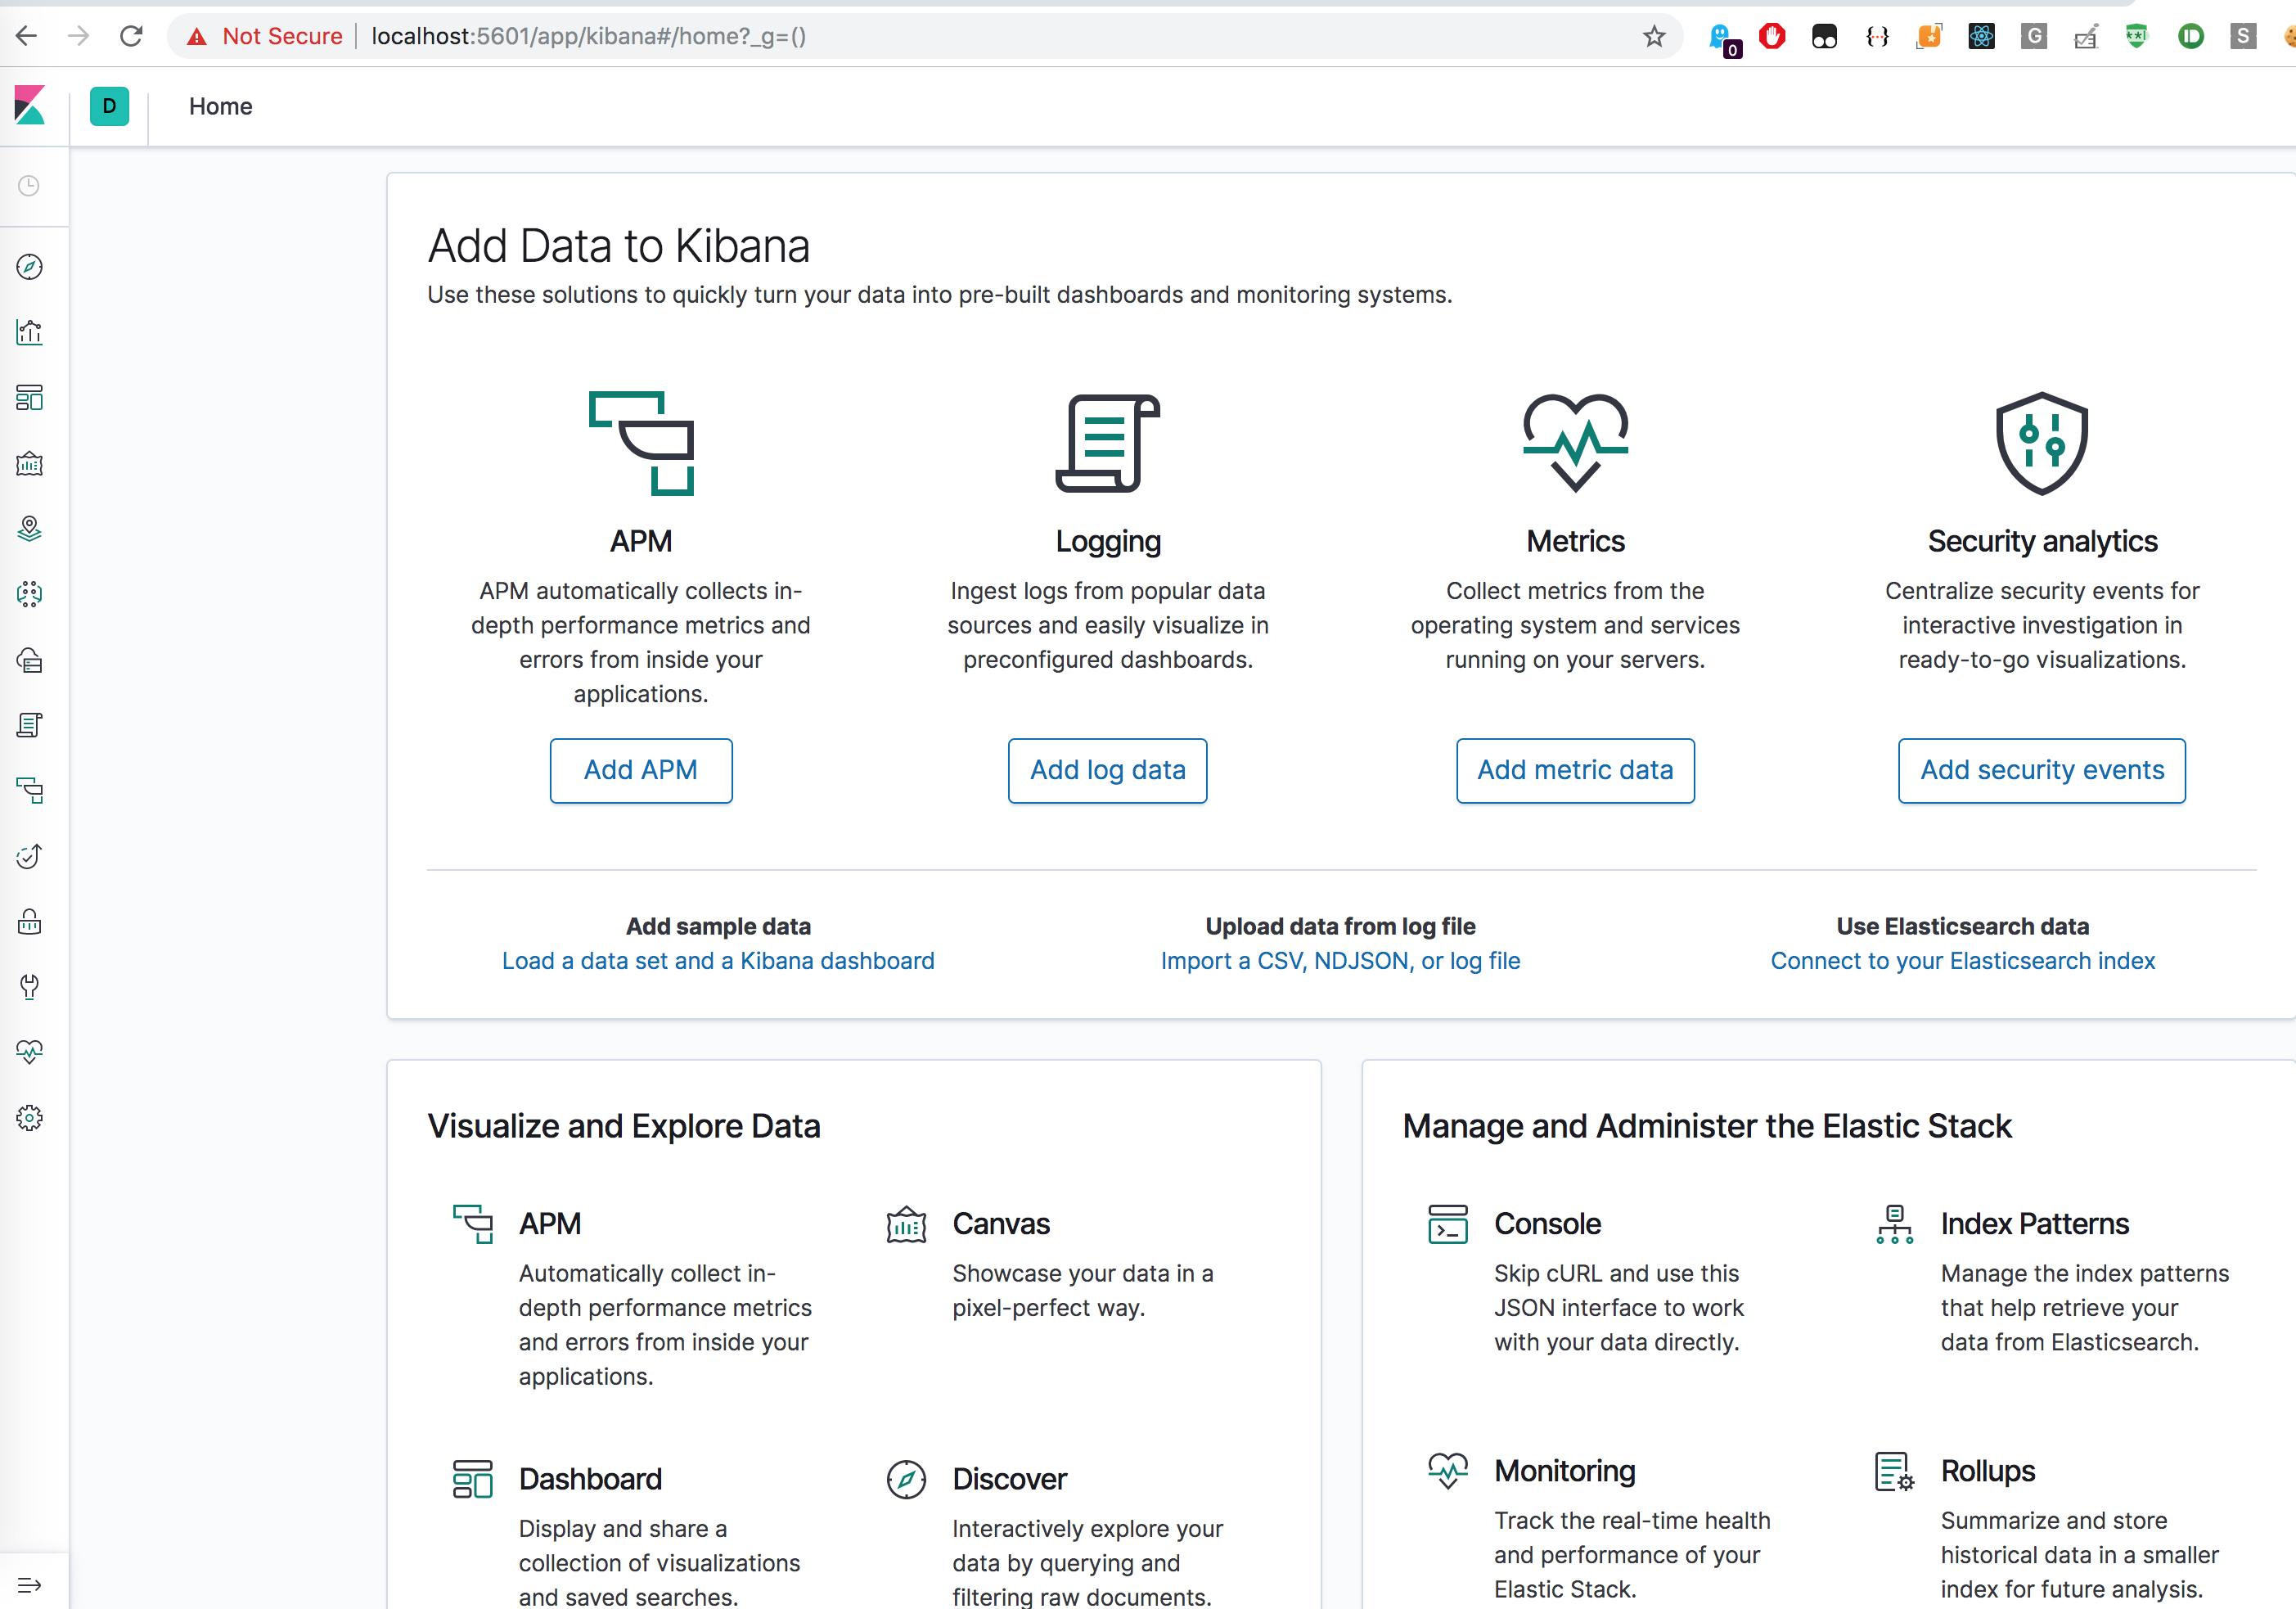 Not Secure
localhost:5601/app/kibana#/home?_g=()
0
G
**I
S
D
Home
Add Data to Kibana
Use these solutions to quickly turn your data into pre-built dashboards and monitoring systems.
APM
APM automatically collects in-
depth performance metrics and
errors from inside your
applications.
Add APM
Logging
Ingest logs from popular data
sources and easily visualize in
preconfigured dashboards.
Add log data
Metrics
Collect metrics from the
operating system and services
running on your servers.
Add metric data
Security analytics
Centralize security events for
interactive investigation in
ready-to-go visualizations.
Add security events
Add sample data
Load a data set and a Kibana dashboard
Upload data from log file
Import a CSV, NDJSON, or log file
Use Elasticsearch data
Connect to your Elasticsearch index
Visualize and Explore Data
APM
Automatically collect in-
depth performance metrics
and errors from inside your
applications.
Canvas
Showcase your data in a
pixel-perfect way.
Dashboard
Display and share a
collection of visualizations
and saved searches.
Discover
Interactively explore your
data by querying and
filtering raw documents.
Manage and Administer the Elastic Stack
Console
Skip cURL and use this
JSON interface to work
with your data directly.
Index Patterns
Manage the index patterns
that help retrieve your
data from Elasticsearch.
Monitoring
Track the real-time health
and performance of your
Elastic Stack.
Rollups
Summarize and store
historical data in a smaller
index for future analysis.